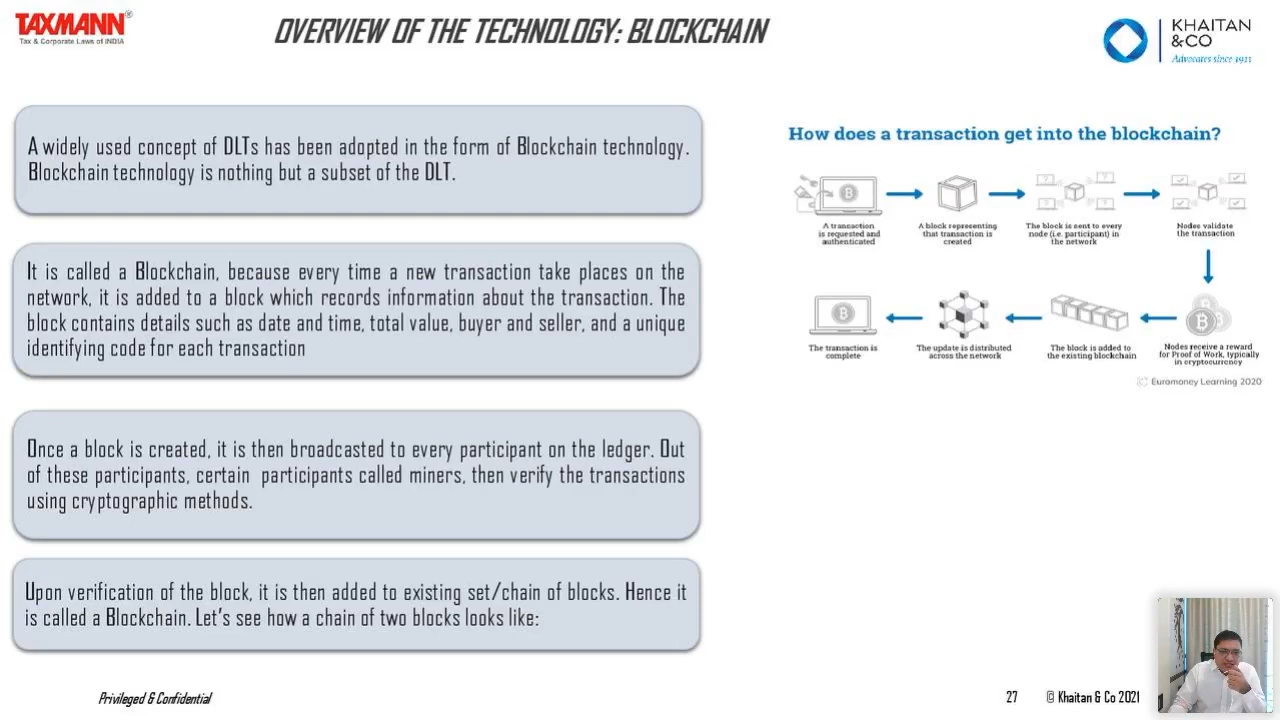 TAXMANN®
Tax & Corporate Laws of INDIA
OVERVIEW OF THE TECHNOLOGY: BLOCKCHAIN
KHAITAN
&CO
Advocates since 1911
A widely used concept of DLTs has been adopted in the form of Blockchain technology.
Blockchain technology is nothing but a subset of the DLT.
It is called a Blockchain, because every time a new transaction take places on the
network, it is added to a block which records information about the transaction. The
block contains details such as date and time, total value, buyer and seller, and a unique
identifying code for each transaction
Once a block is created, it is then broadcasted to every participant on the ledger. Out
of these participants, certain participants called miners, then verify the transactions
using cryptographic methods.
Upon verification of the block, it is then added to existing set/chain of blocks. Hence it
is called a Blockchain. Let's see how a chain of two blocks looks like:
How does a transaction get into the blockchain?
A transaction
is requested and
authenticated
A block representing
that transaction is
created
The block is sent to every
node (i.e. participant) in
the network
Nodes validate
the transaction
Nodes receive a reward
for Proof of Work, typically
in cryptocurrency
The block is added to
the existing blockchain
The update is distributed
across the network
The transaction is
complete
Euromoney Learning 2020
Privileged & Confidential
27
© Khaitan & Co 2021